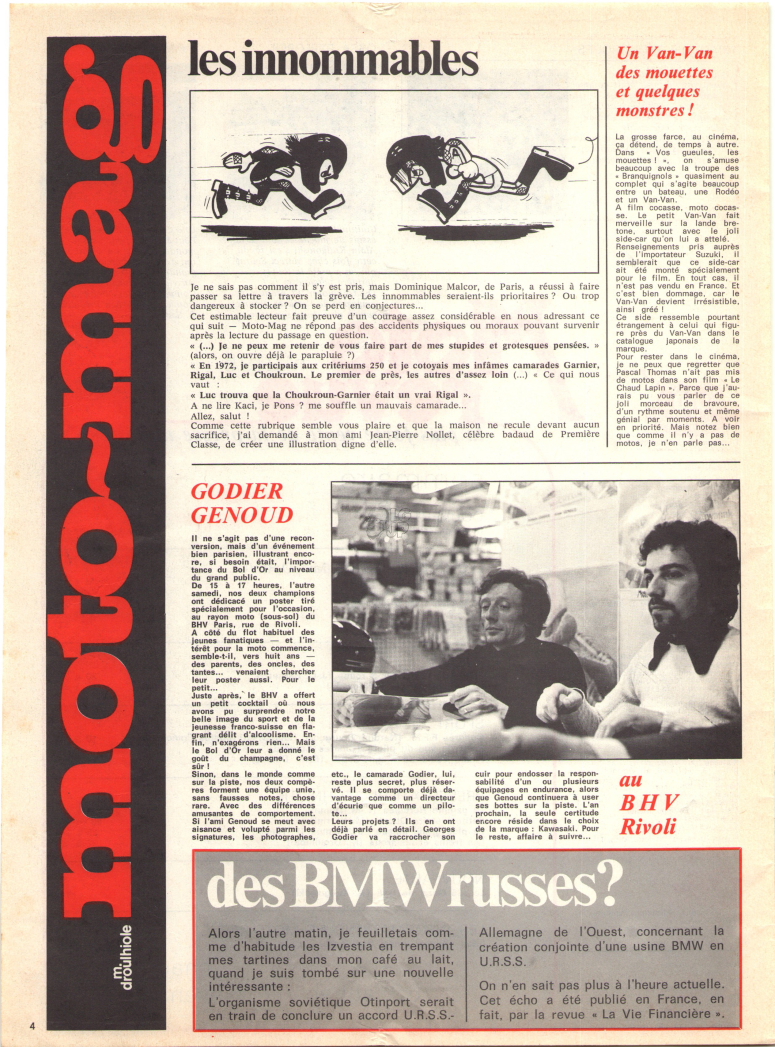 moto~mag
m.
droulhiole
4
les innommables
Je ne sais pas comment il s'y est pris, mais Dominique Malcor, de Paris, a réussi à faire
passer sa lettre à travers la grève. Les innommables seraient-ils prioritaires ? Ou trop
dangereux à stocker ? On se perd en conjectures...
Cet estimable lecteur fait preuve d'un courage assez considérable en nous adressant ce
qui suit — Moto-Mag ne répond pas des accidents physiques ou moraux pouvant survenir
après la lecture du passage en question.
« (...) Je ne peux me retenir de vous faire part de mes stupides et grotesques pensées. »
(alors, on ouvre déjà le parapluie ?)
« En 1972, je participais aux critériums 250 et je cotoyais mes infâmes camarades Garnier,
Rigal, Luc et Choukroun. Le premier de près, les autres d'assez loin (...) « Ce qui nous
vaut :
« Luc trouva que la Choukroun-Garnier était un vrai Rigal ».
A ne lire Kaci, je Pons ? me souffle un mauvais camarade...
Allez, salut !
Comme cette rubrique semble vous plaire et que la maison ne recule devant aucun
sacrifice, j'ai demandé à mon ami Jean-Pierre Nollet, célèbre badaud de Première
Classe, de créer une illustration digne d'elle.
Un Van-Van
des mouettes
et quelques
monstres !
La grosse farce, au cinéma,
ça détend, de temps à autre.
Dans « Vos gueules, les
mouettes ! », on s'amuse
beaucoup avec la troupe des
« Branquignols » quasiment au
complet qui s'agite beaucoup
entre un bateau, une Rodéo
et un Van-Van.
A film cocasse, moto cocas-
se. Le petit Van-Van fait
merveille sur la lande bre-
tone, surtout avec le joli
side-car qu'on lui a attelé.
Renseignements pris auprès
de l'importateur Suzuki, il
semblerait que ce side-car
ait été monté spécialement
pour le film. En tout cas, il
n'est pas vendu en France. Et
c'est bien dommage, car le
Van-Van devient irrésistible,
ainsi gréé !
Ce side ressemble pourtant
étrangement à celui qui figu-
re près du Van-Van dans le
catalogue japonais de la
marque.
Pour rester dans le cinéma,
je ne peux que regretter que
Pascal Thomas n'ait pas mis
de motos dans son film « Le
Chaud Lapin ». Parce que j'au-
rais pu vous parler de ce
joli morceau de bravoure,
d'un rythme soutenu et même
génial par moments. A voir
en priorité. Mais notez bien
que comme il n'y a pas de
motos, je n'en parle pas...
GODIER
GENOUD
Il ne s'agit pas d'une recon-
version, mais d'un événement
bien parisien, illustrant enco-
re, si besoin était, l'impor-
tance du Bol d'Or au niveau
du grand public.
De 15 à 17 heures, l'autre
samedi, nos deux champions
ont dédicacé un poster tiré
spécialement pour l'occasion,
au rayon moto (sous-sol) du
BHV Paris, rue de Rivoli.
A côté du flot habituel des
jeunes fanatiques — et l'in-
térêt pour la moto commence,
semble-t-il, vers huit ans —
des parents, des oncles, des
tantes... venaient chercher
leur poster aussi. Pour le
petit...
Juste après, le BHV a offert
un petit cocktail où nous
avons pu surprendre notre
belle image du sport et de la
jeunesse franco-suisse en fla-
grant délit d'alcoolisme. En-
fin, n'exagérons rien... Mais
le Bol d'Or leur a donné le
goût du champagne, c'est
sûr !
Sinon, dans le monde comme
sur la piste, nos deux compè-
res forment une équipe unie,
sans fausses notes, chose
rare. Avec des différences
amusantes de comportement.
Si l'ami Genoud se meut avec
aisance et volupté parmi les
signatures, les photographes,
etc., le camarade Godier, lui,
reste plus secret, plus réser-
vé. Il se comporte déjà da-
vantage comme un directeur
d'écurie que comme un pilo-
te...
Leurs projets ? Ils en ont
déjà parlé en détail. Georges
Godier va raccrocher son
cuir pour endosser la respon-
sabilité d'un ou plusieurs
équipages en endurance, alors
que Genoud continuera à user
ses bottes sur la piste. L'an
prochain, la seule certitude
encore réside dans le choix
de la marque : Kawasaki. Pour
le reste, affaire à suivre...
au
BHV
Rivoli
des BMW russes?
Alors l'autre matin, je feuilletais com-
me d'habitude les Izvestia en trempant
mes tartines dans mon café au lait,
quand je suis tombé sur une nouvelle
intéressante :
L'organisme soviétique Otinport serait
en train de conclure un accord U.R.S.S.-
Allemagne de l'Ouest, concernant la
création conjointe d'une usine BMW en
U.R.S.S.
On n'en sait pas plus à l'heure actuelle.
Cet écho a été publié en France, en
fait, par la revue « La Vie Financière ».